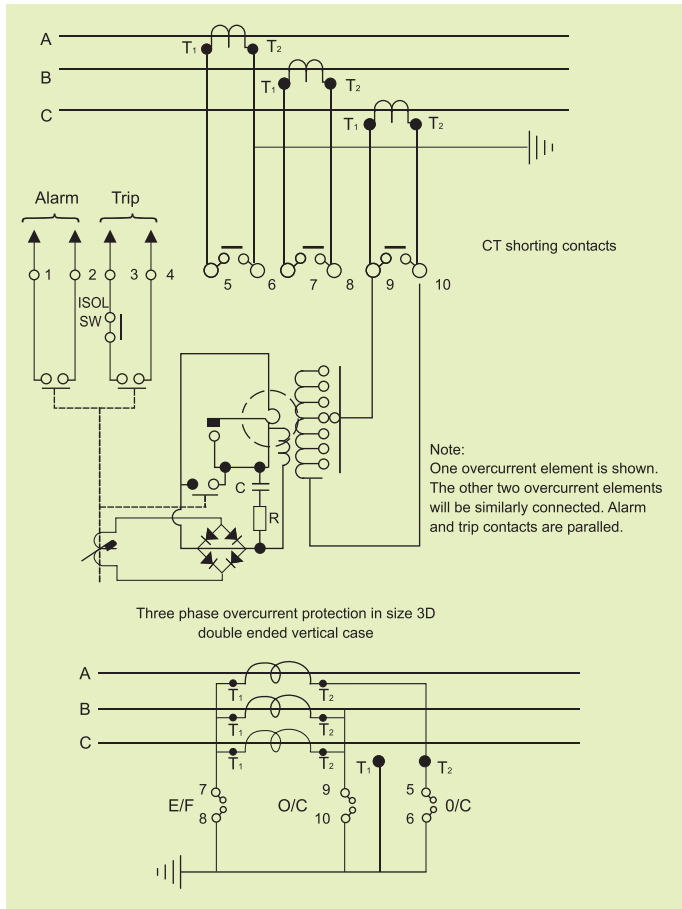 A
T1 T2
B
T1 T2
C
T1 T2
Alarm Trip
CT shorting contacts
1 2 3 4
5 6 7 8 9 10
ISOL
SW
C
R
Note:
One overcurrent element is shown.
The other two overcurrent elements
will be similarly connected. Alarm
and trip contacts are paralled.
Three phase overcurrent protection in size 3D
double ended vertical case
A
T1 T2
B
T1 T2
C
T1 T2
T1 T2
7 9 5
E/F O/C 0/C
8 10 6